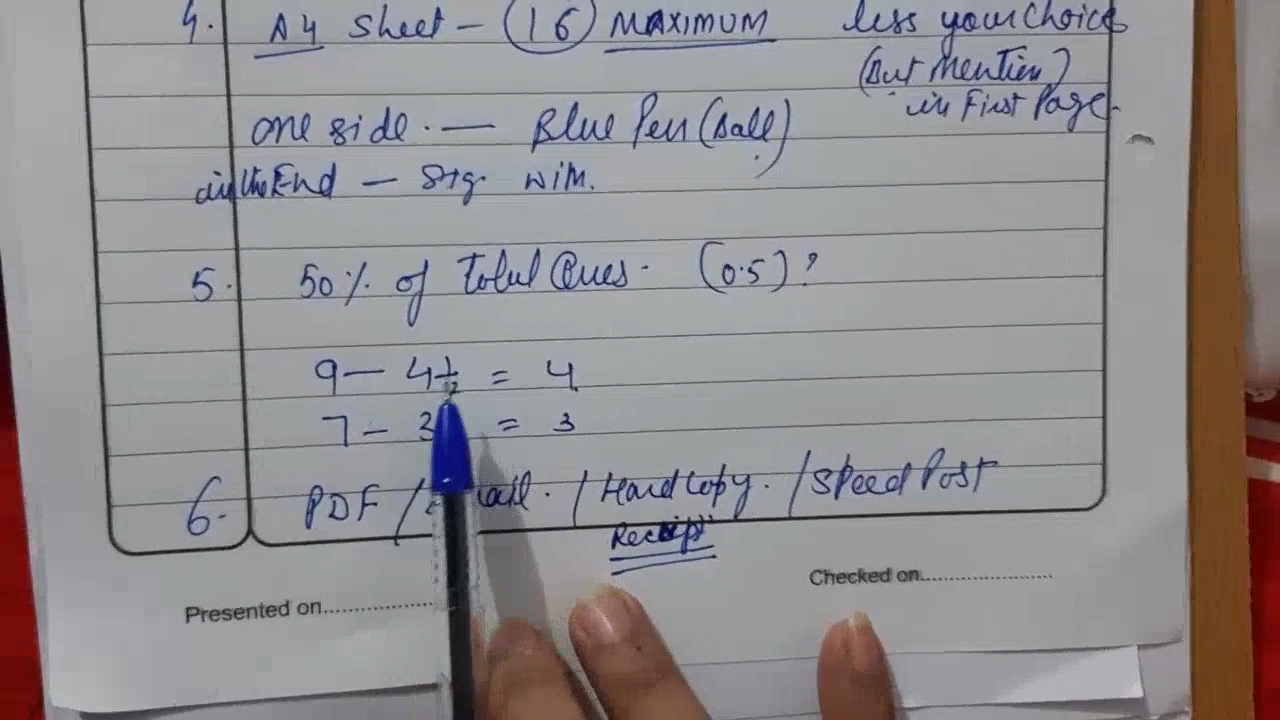 4. A4 Sheet – (16) MAXIMUM less your choice
(But Mention)
in First Page.
one side. — Blue Pen (Ball)
in the End — Sig. with.
5. 50% of Total Ques. (0.5)?
9 — 4½ = 4
7 — 3 = 3
6. PDF / / Hard Copy. / Speed Post
Receipt
Presented on..................
Checked on.......................